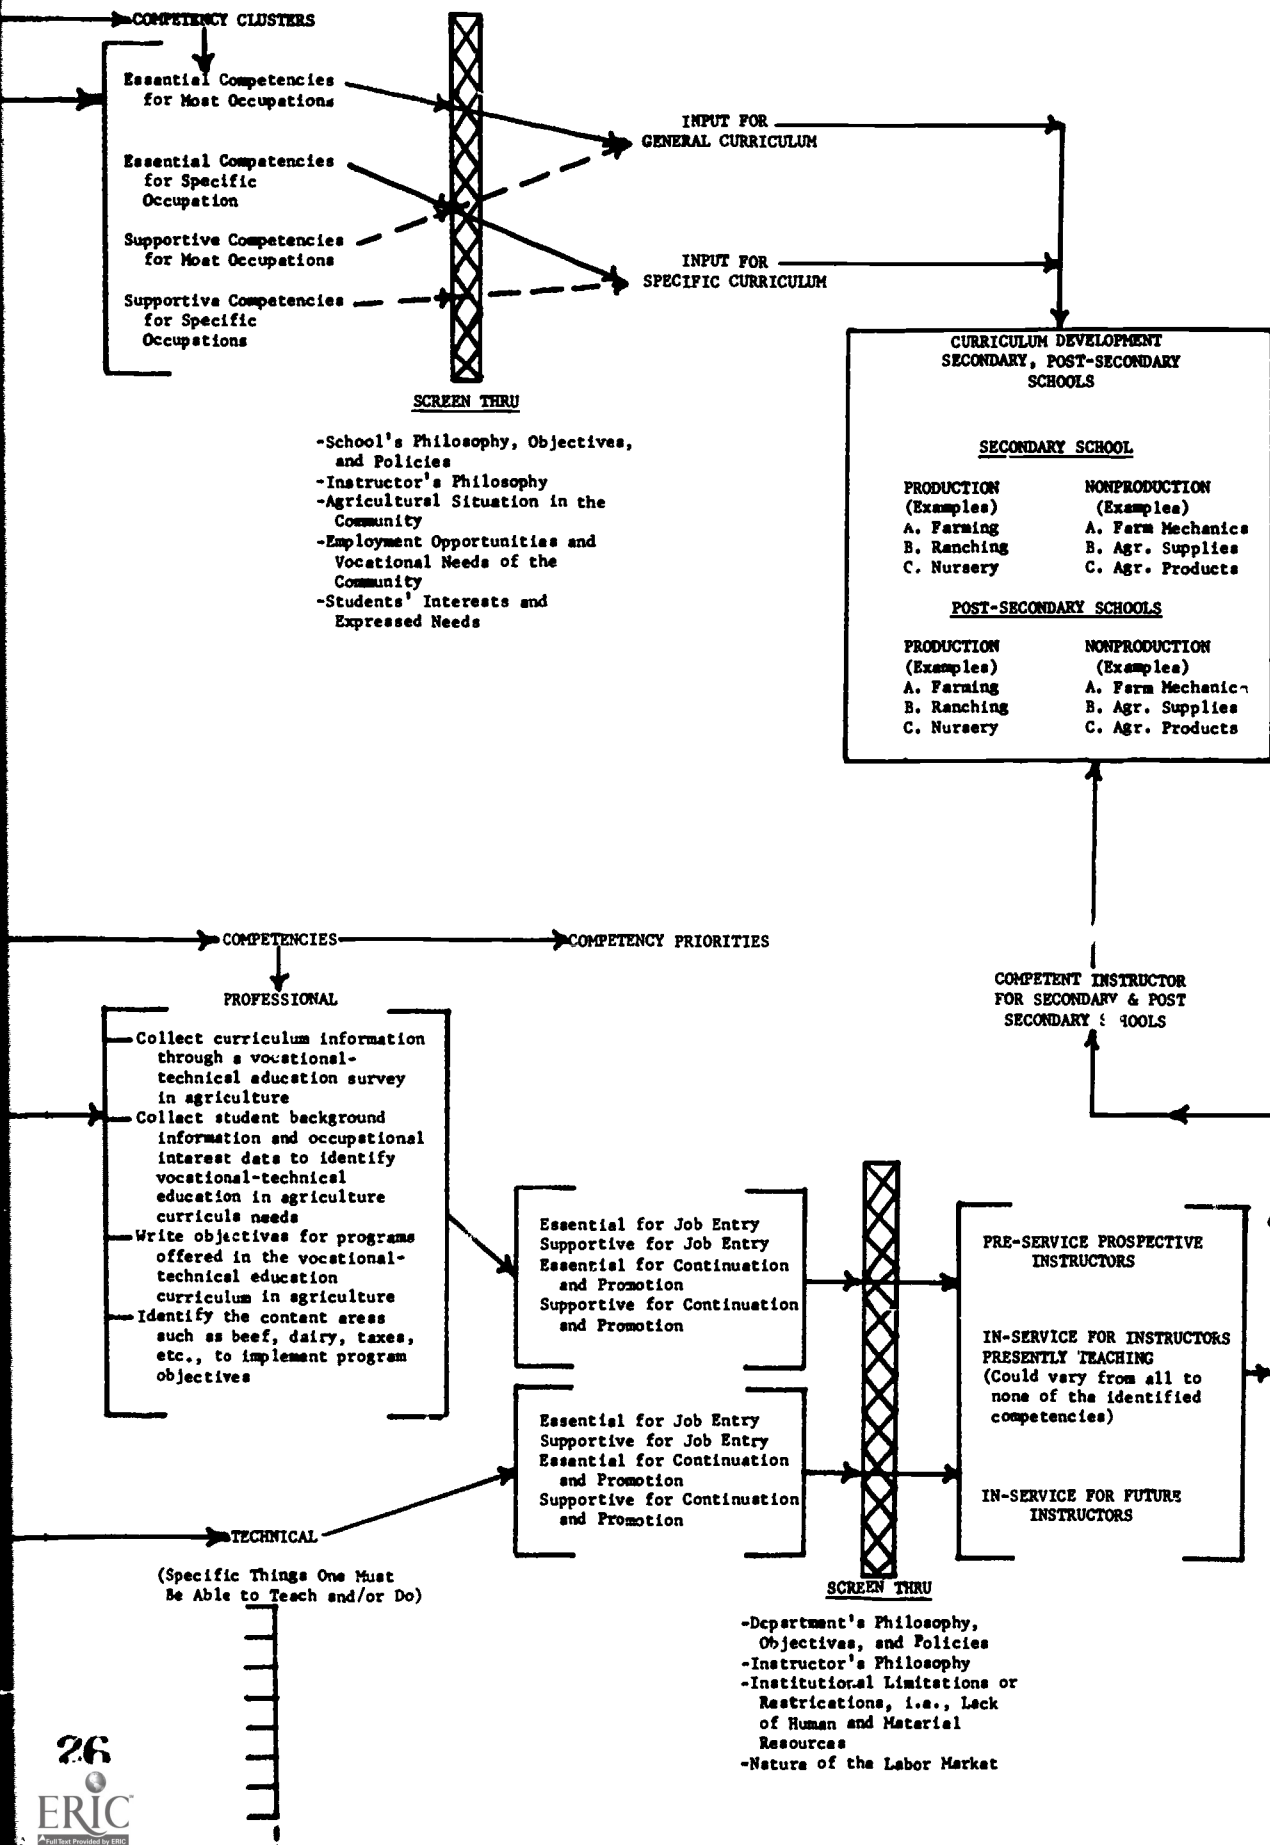 COMPETENCY CLUSTERS
Essential Competencies
for Most Occupations
Essential Competencies
for Specific
Occupation
Supportive Competencies
for Most Occupations
Supportive Competencies
for Specific
Occupations
SCREEN THRU
-School's Philosophy, Objectives,
and Policies
-Instructor's Philosophy
-Agricultural Situation in the
Community
-Employment Opportunities and
Vocational Needs of the
Community
-Students' Interests and
Expressed Needs
INPUT FOR
GENERAL CURRICULUM
INPUT FOR
SPECIFIC CURRICULUM
CURRICULUM DEVELOPMENT
SECONDARY, POST-SECONDARY
SCHOOLS
SECONDARY SCHOOL
PRODUCTION NONPRODUCTION
(Examples) (Examples)
A. Farming A. Farm Mechanics
B. Ranching B. Agr. Supplies
C. Nursery C. Agr. Products
POST-SECONDARY SCHOOLS
PRODUCTION NONPRODUCTION
(Examples) (Examples)
A. Farming A. Farm Mechanic
B. Ranching B. Agr. Supplies
C. Nursery C. Agr. Products
COMPETENCIES COMPETENCY PRIORITIES
PROFESSIONAL
Collect curriculum information
through a vocational-
technical education survey
in agriculture
Collect student background
information and occupational
interest data to identify
vocational-technical
education in agriculture
curricula needs
Write objectives for programs
offered in the vocational-
technical education
curriculum in agriculture
Identify the content areas
such as beef, dairy, taxes,
etc., to implement program
objectives
COMPETENT INSTRUCTOR
FOR SECONDARY & POST
SECONDARY
Essential for Job Entry
Supportive for Job Entry
Essential for Continuation
and Promotion
Supportive for Continuation
and Promotion
Essential for Job Entry
Supportive for Job Entry
Essential for Continuation
and Promotion
Supportive for Continuation
and Promotion
PRE-SERVICE PROSPECTIVE
INSTRUCTORS
IN-SERVICE FOR INSTRUCTORS
PRESENTLY TEACHING
(Could vary from all to
none of the identified
competencies)
IN-SERVICE FOR FUTURE
INSTRUCTORS
TECHNICAL
(Specific Things One Must
Be Able to Teach and/or Do)
SCREEN THRU
-Department's Philosophy,
Objectives, and Policies
-Instructor's Philosophy
-Institutional Limitations or
Restrications, i.e., Lack
of Human and Material
Resources
-Nature of the Labor Market
26
ERIC
Full Text Provided by ERIC